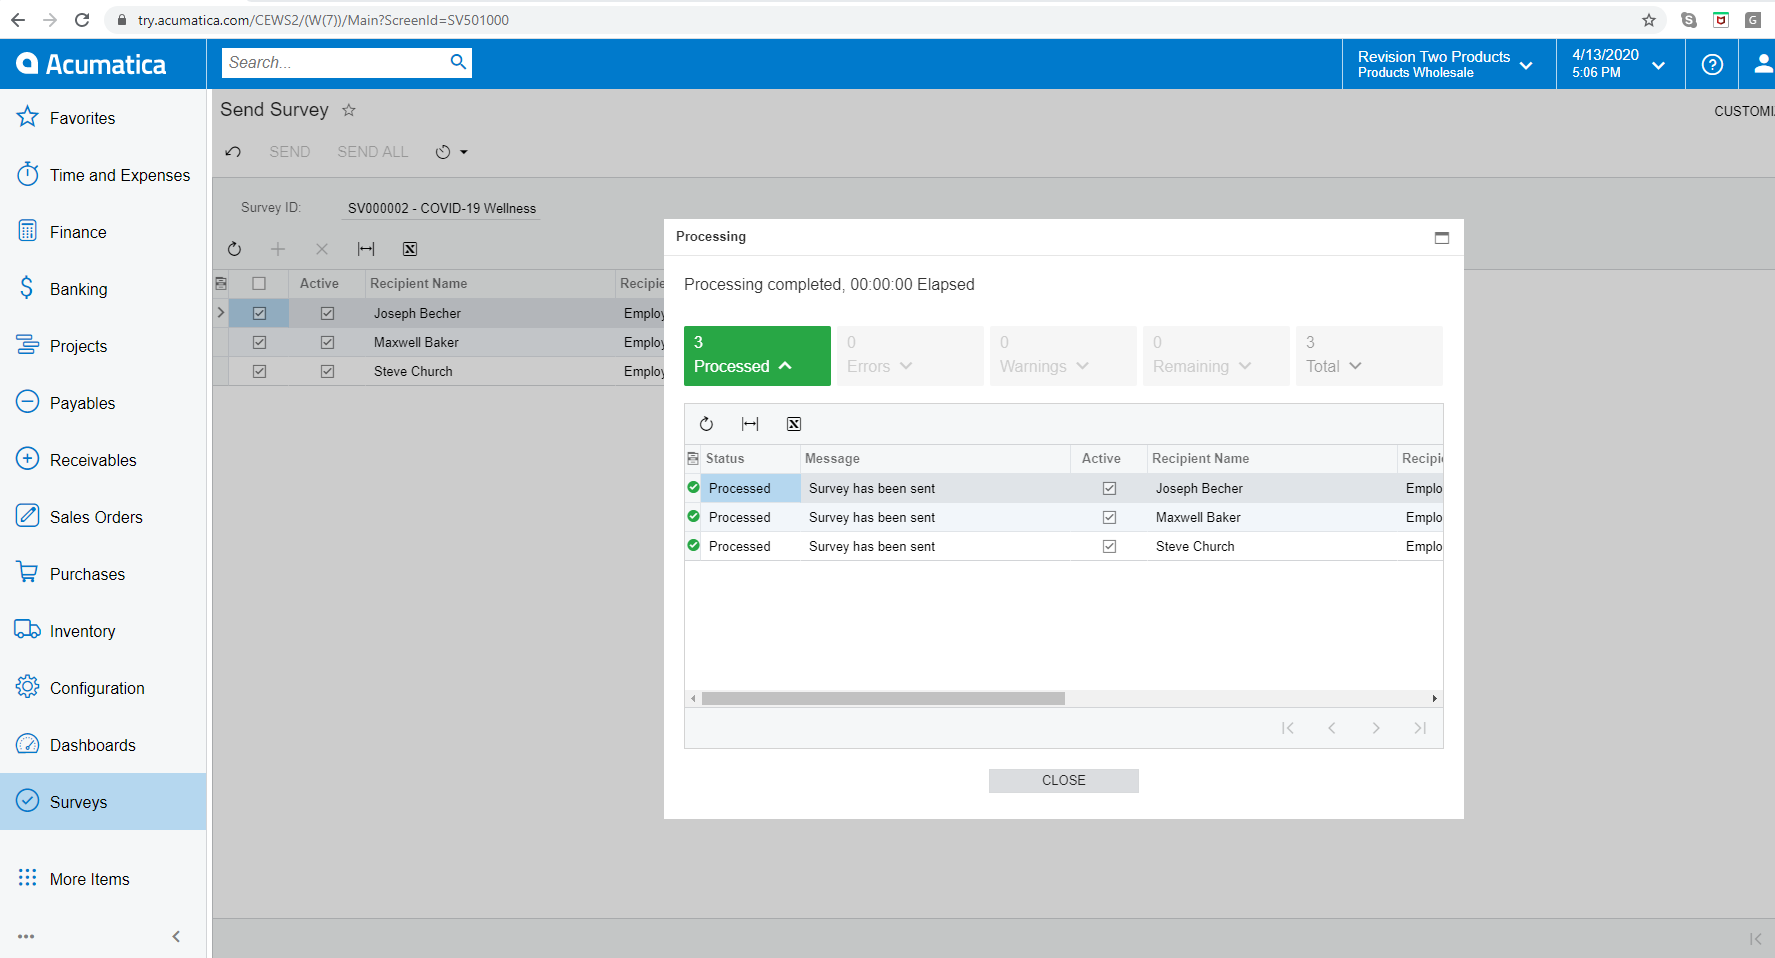 try.acumatica.com/CEWS2/(W(7))/Main?ScreenId=SV501000
Acumatica
Search...
Revision Two Products
Products Wholesale
4/13/2020
5:06 PM
Favorites
Time and Expenses
Finance
Banking
Projects
Payables
Receivables
Sales Orders
Purchases
Inventory
Configuration
Dashboards
Surveys
More Items
Send Survey
CUSTOMI
SEND SEND ALL
Survey ID: SV000002 - COVID-19 Wellness
Active Recipient Name Recipie
Joseph Becher Employ
Maxwell Baker Employ
Steve Church Employ
Processing
Processing completed, 00:00:00 Elapsed
3 Processed
0 Errors
0 Warnings
0 Remaining
3 Total
Status Message Active Recipient Name Recipi
Processed Survey has been sent Joseph Becher Emplo
Processed Survey has been sent Maxwell Baker Emplo
Processed Survey has been sent Steve Church Emplo
CLOSE